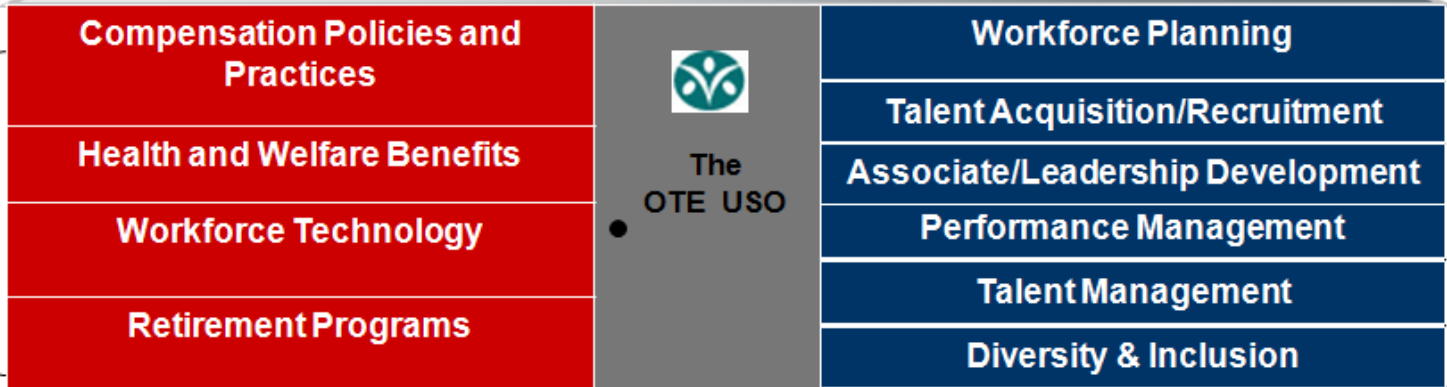 Compensation Policies and
Practices
Health and Welfare Benefits
Workforce Technology
Retirement Programs
The
OTE USO
•
Workforce Planning
Talent Acquisition/Recruitment
Associate/Leadership Development
Performance Management
Talent Management
Diversity & Inclusion